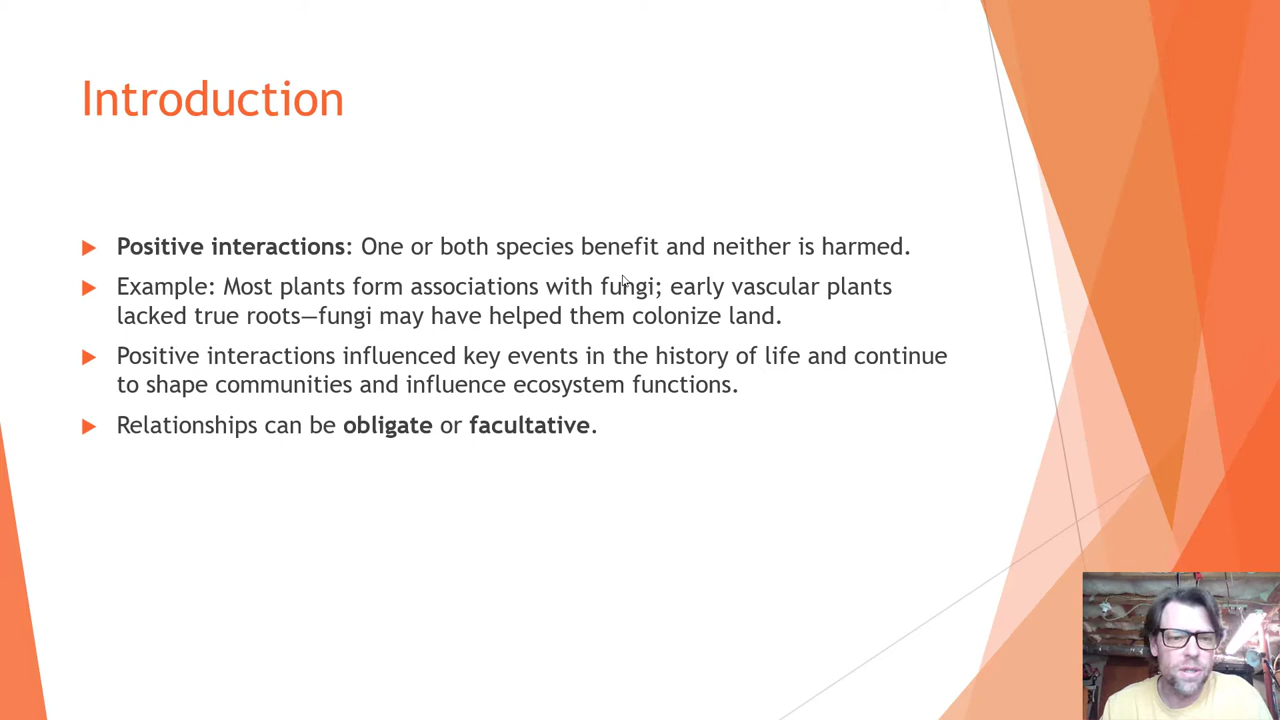 Introduction
Positive interactions: One or both species benefit and neither is harmed.
Example: Most plants form associations with fungi; early vascular plants
lacked true roots—fungi may have helped them colonize land.
Positive interactions influenced key events in the history of life and continue
to shape communities and influence ecosystem functions.
Relationships can be obligate or facultative.